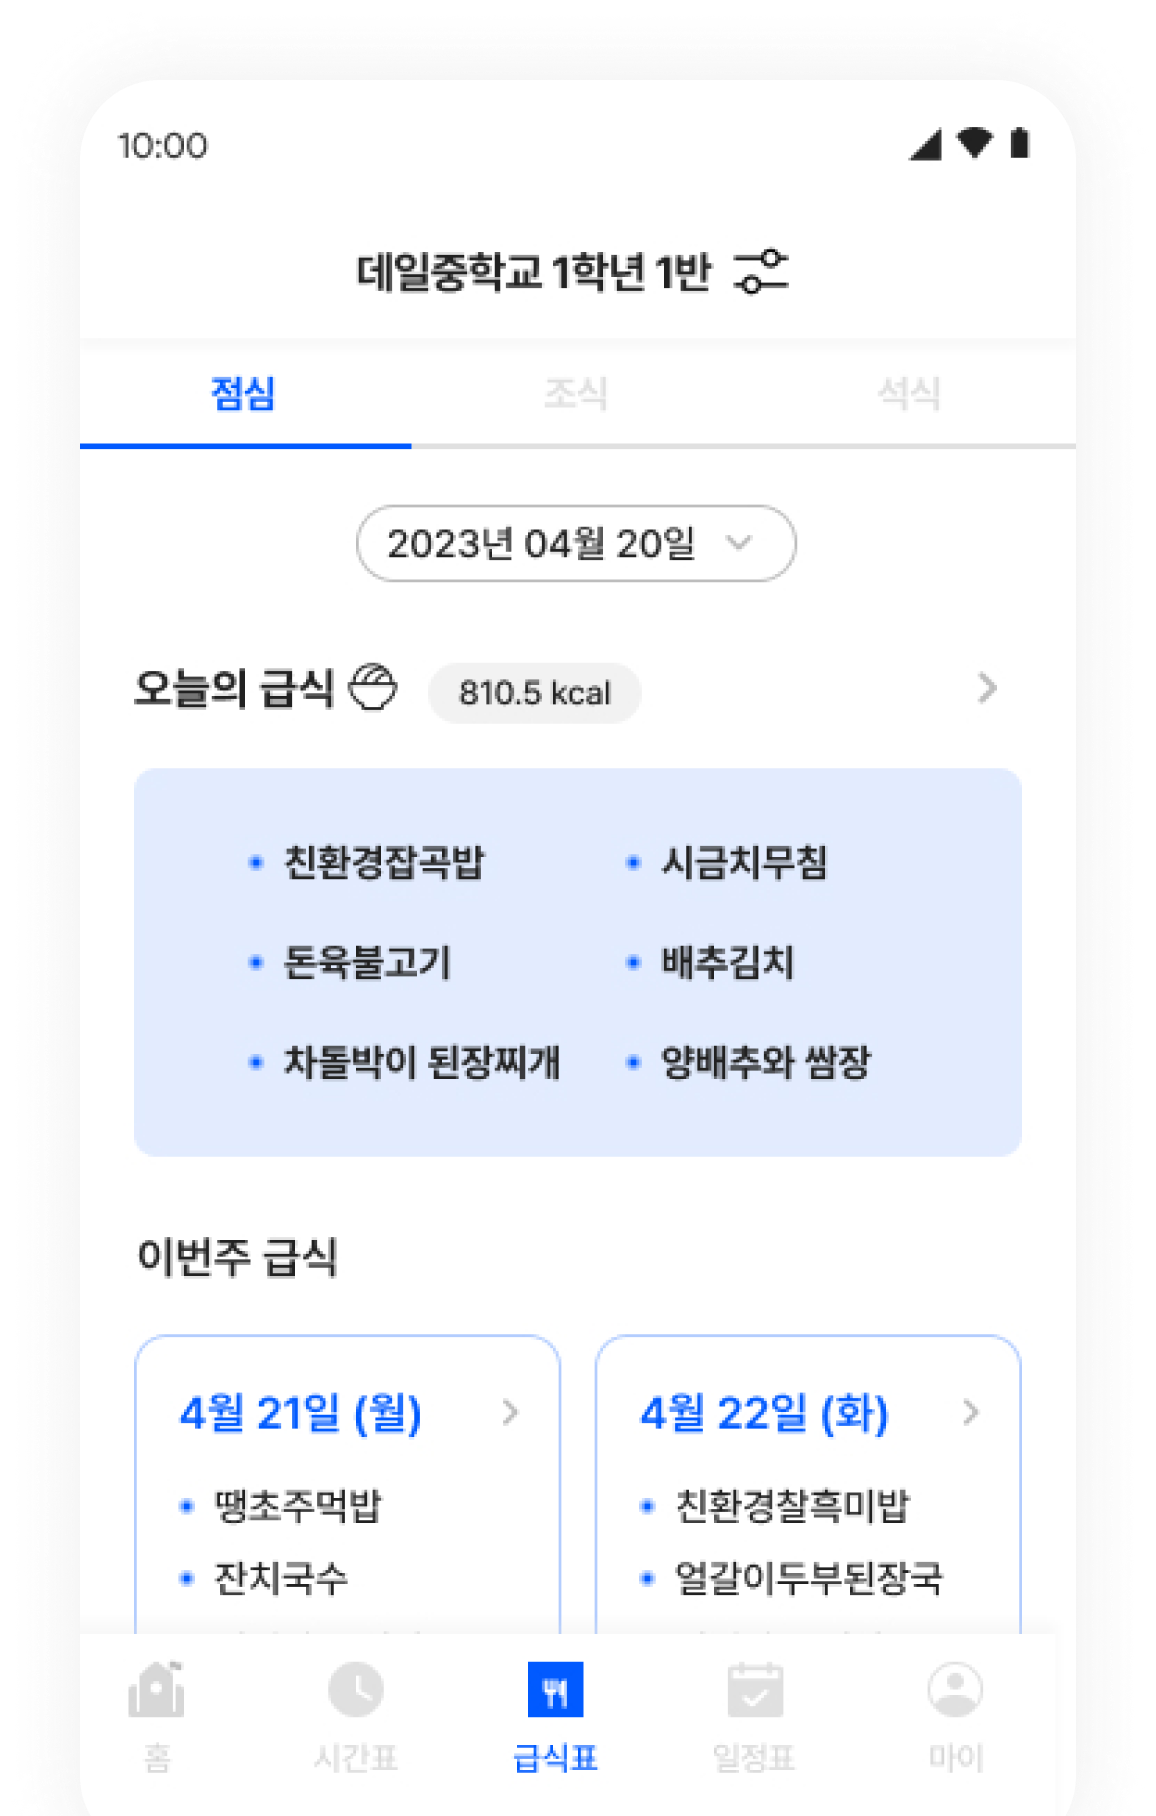 10:00
데일중학교 1학년 1반
점심 조식 석식
2023년 04월 20일
오늘의 급식 810.5 kcal
• 친환경잡곡밥 • 시금치무침
• 돈육불고기 • 배추김치
• 차돌박이 된장찌개 • 양배추와 쌈장
이번주 급식
4월 21일 (월) 4월 22일 (화)
• 땡초주먹밥 • 친환경찰흑미밥
• 잔치국수 • 얼갈이두부된장국
홈 시간표 급식표 일정표 마이